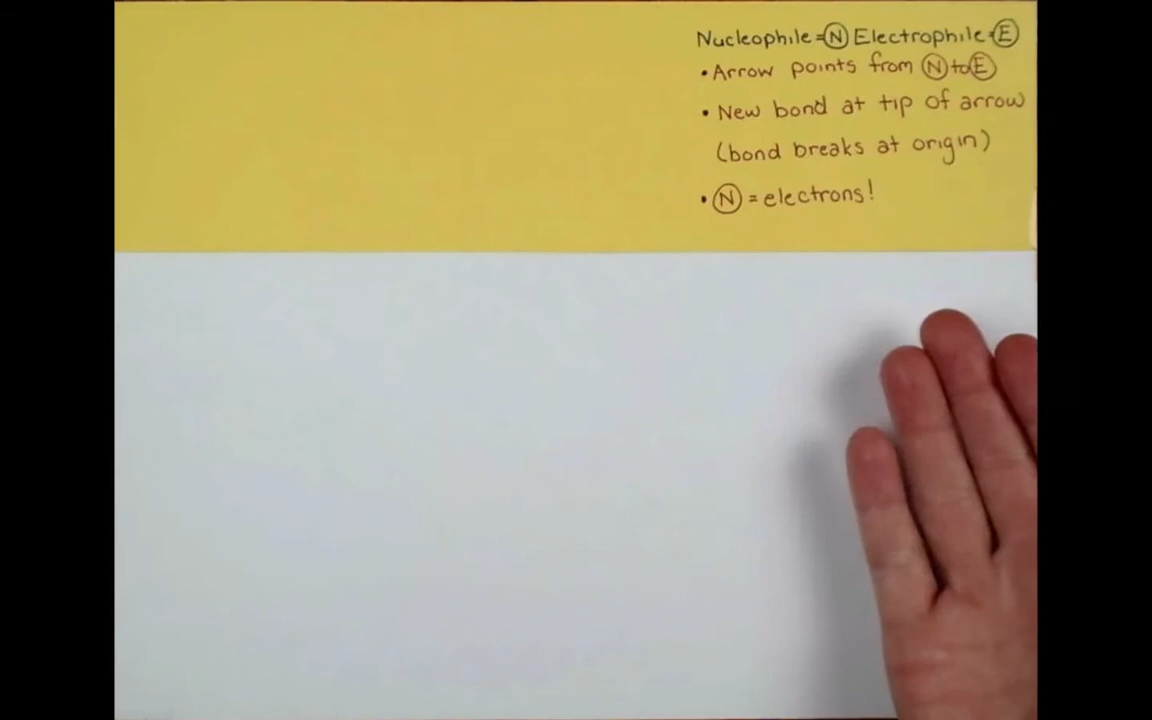 Nucleophile=Ⓝ Electrophile=Ⓔ
• Arrow points from Ⓝ to Ⓔ
• New bond at tip of arrow
(bond breaks at origin)
• Ⓝ = electrons!